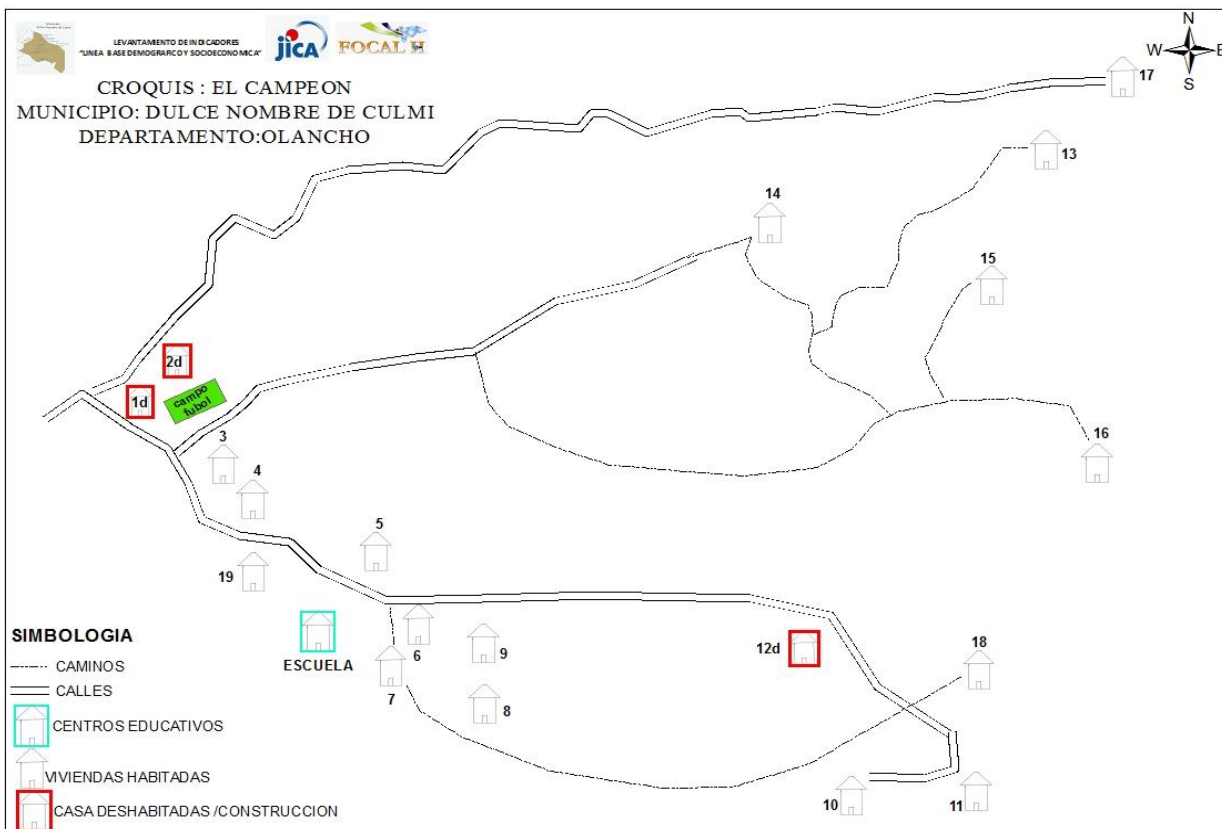 LEVANTAMIENTO DE INDICADORES
"LINEA BASE DEMOGRAFICO Y SOCIOECONOMICA"
jICA
FOCAL II
CROQUIS : EL CAMPEON
MUNICIPIO: DULCE NOMBRE DE CULMI
DEPARTAMENTO:OLANCHO
N
W
E
S
17
13
14
15
2d
1d
campo
fubol
3
16
4
5
19
ESCUELA
6
9
12d
18
7
8
10
11
SIMBOLOGIA
CAMINOS
CALLES
CENTROS EDUCATIVOS
VIVIENDAS HABITADAS
CASA DESHABITADAS /CONSTRUCCION